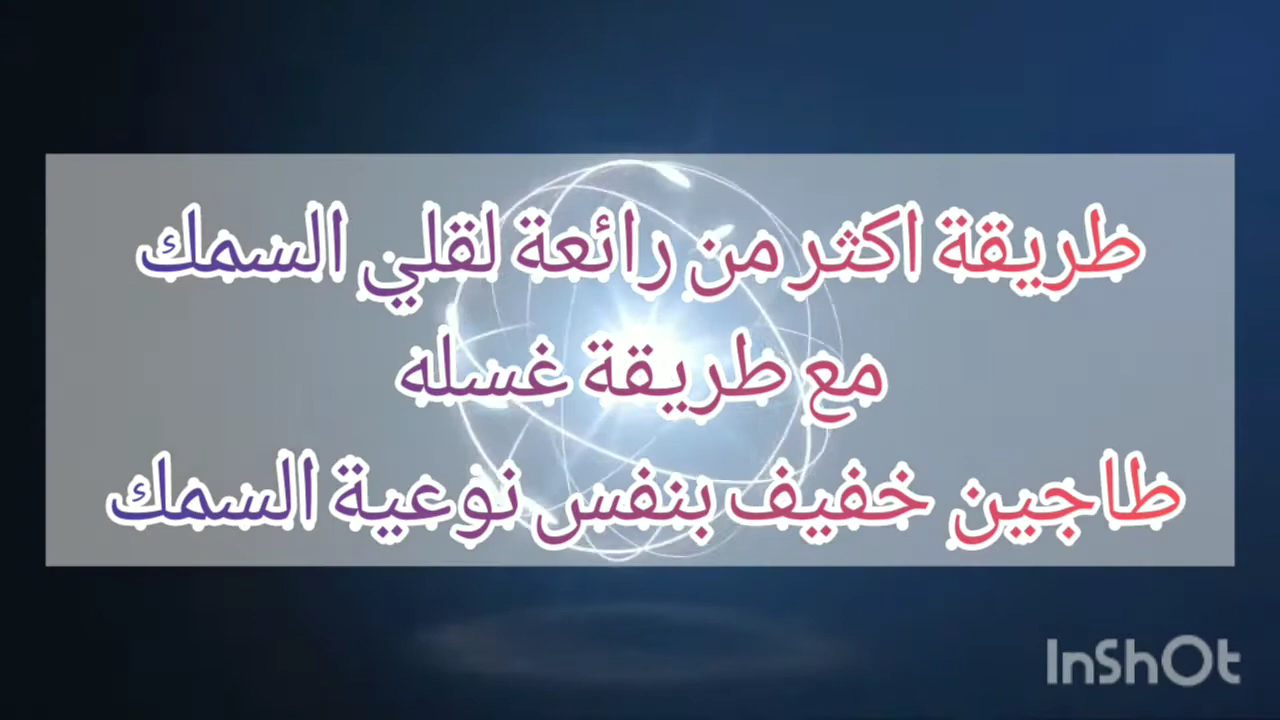 طريقة اكثر من رائعة لقلي السمك
مع طريقة غسله
طاجين خفيف بنفس نوعية السمك
InShOt